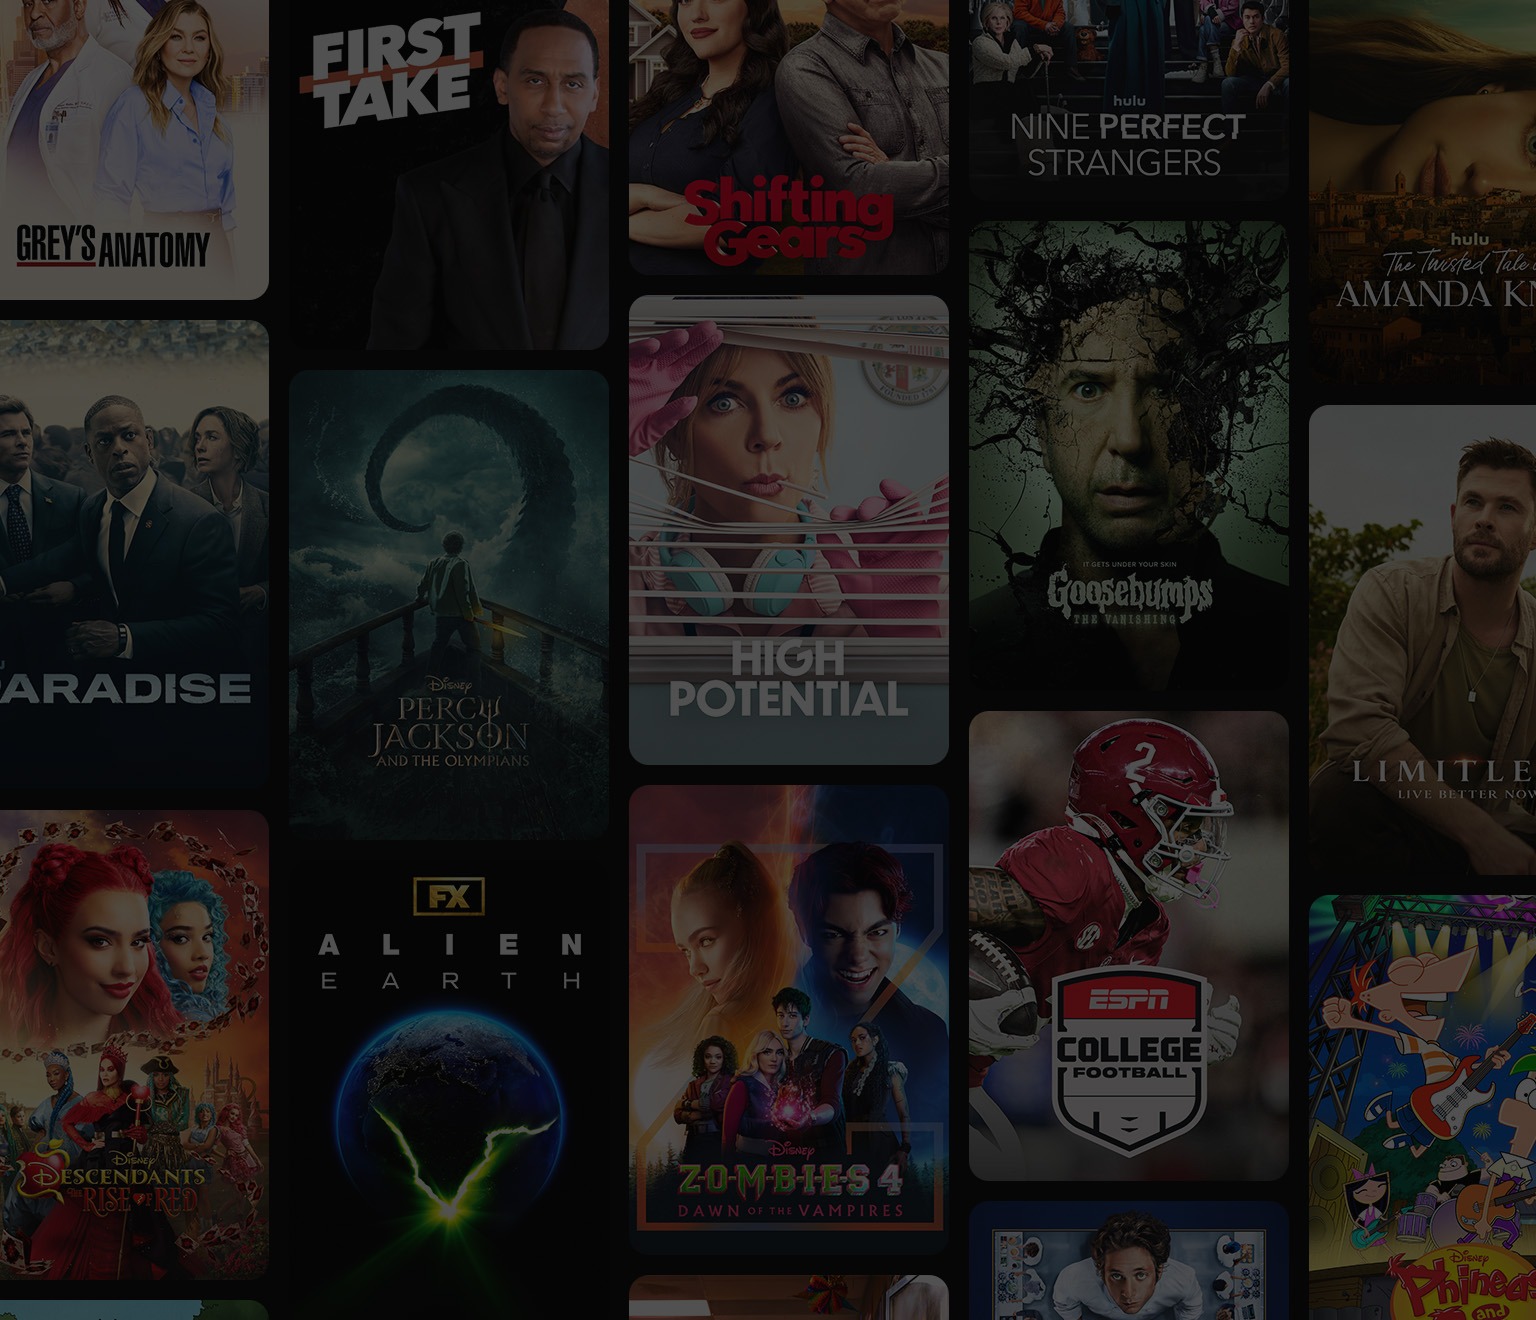 GREY'S ANATOMY
PARADISE
Disney
DESCENDANTS
THE RISE OF RED
FIRST
TAKE
Disney
PERCY
JACKSON
AND THE OLYMPIANS
FX
ALIEN
EARTH
Shifting
Gears
HIGH
POTENTIAL
Disney
ZOMBIES 4
DAWN OF THE VAMPIRES
hulu
NINE PERFECT
STRANGERS
IT GETS UNDER YOUR SKIN
Goosebumps
THE VANISHING
2
ESPN
COLLEGE
FOOTBALL
hulu
The Twisted Tale
AMANDA KN
LIMITLE
LIVE BETTER NOW
Disney
Phineas
and